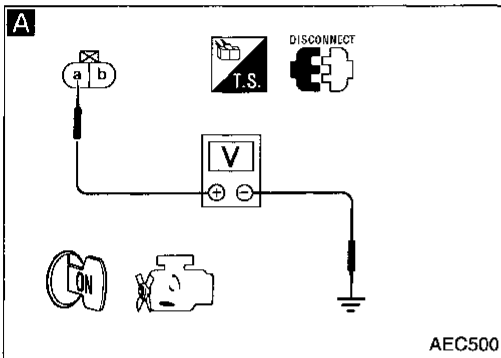 A
DISCONNECT
a b
T.S.
V
⊕ ⊖
ON
AEC500